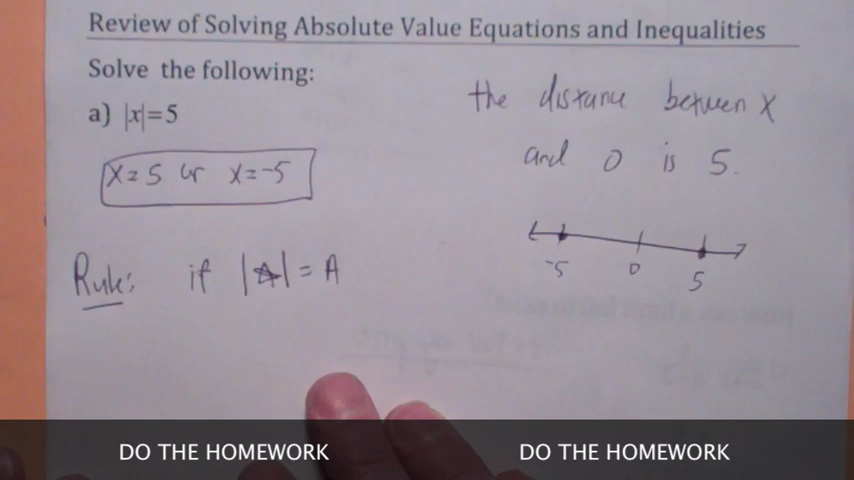 Review of Solving Absolute Value Equations and Inequalities
Solve the following:
a) |x|=5
x=5 or x=-5
the distance between x
and 0 is 5.
-5 0 5
Rule: if |☆| = A
DO THE HOMEWORK DO THE HOMEWORK